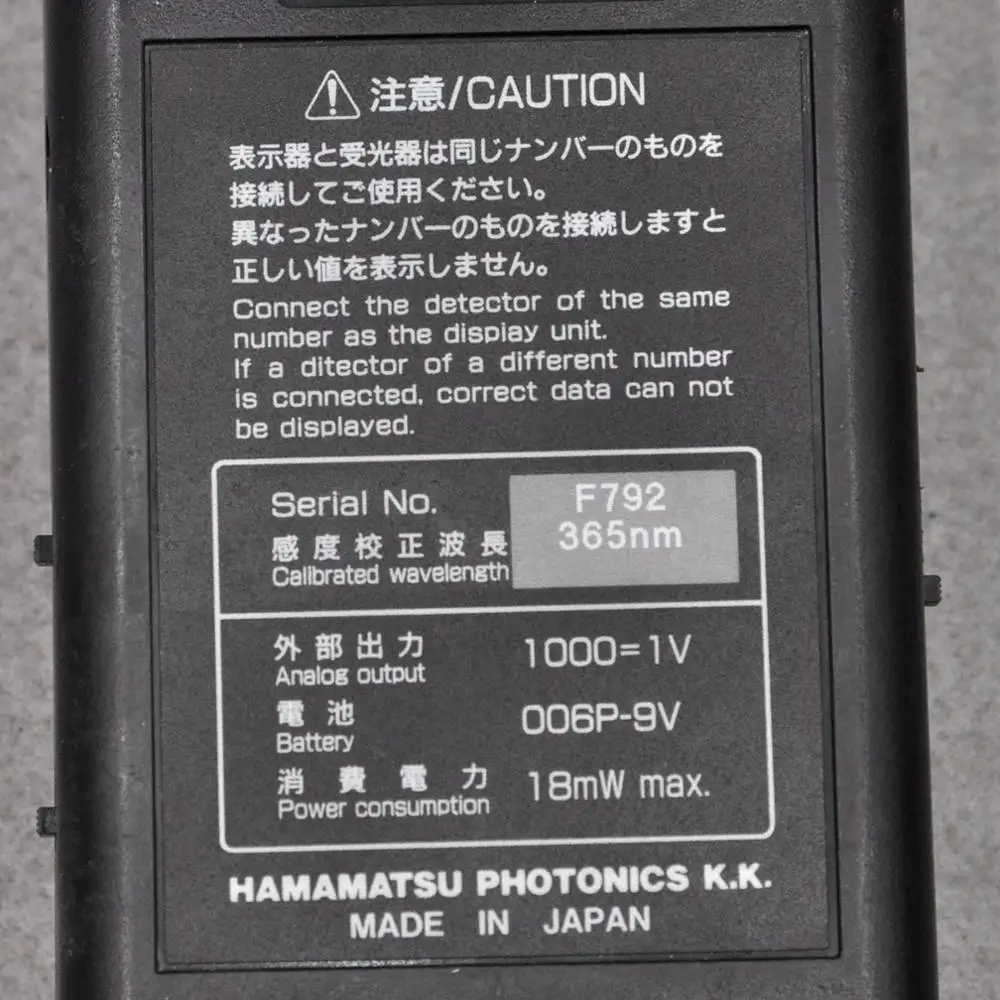 注意/CAUTION
表示器と受光器は同じナンバーのものを
接続してご使用ください。
異なったナンバーのものを接続しますと
正しい値を表示しません。
Connect the detector of the same
number as the display unit.
If a ditector of a different number
is connected, correct data can not
be displayed.
Serial No. F792
感度校正波長 365nm
Calibrated wavelength
外部出力 1000=1V
Analog output
電池 006P-9V
Battery
消費電力 18mW max.
Power consumption
HAMAMATSU PHOTONICS K.K.
MADE IN JAPAN